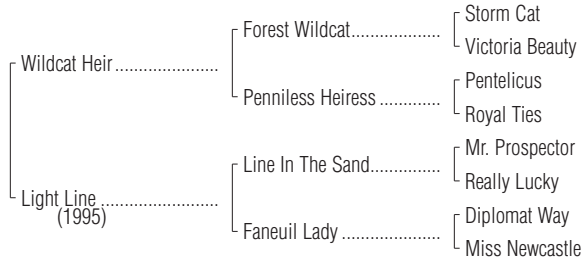 Storm Cat
Forest Wildcat....................
Victoria Beauty
Wildcat Heir.......................
Pentelicus
Penniless Heiress..............
Royal Ties
Mr. Prospector
Line In The Sand................
Really Lucky
Light Line..........................
(1995)
Diplomat Way
Faneuil Lady......................
Miss Newcastle